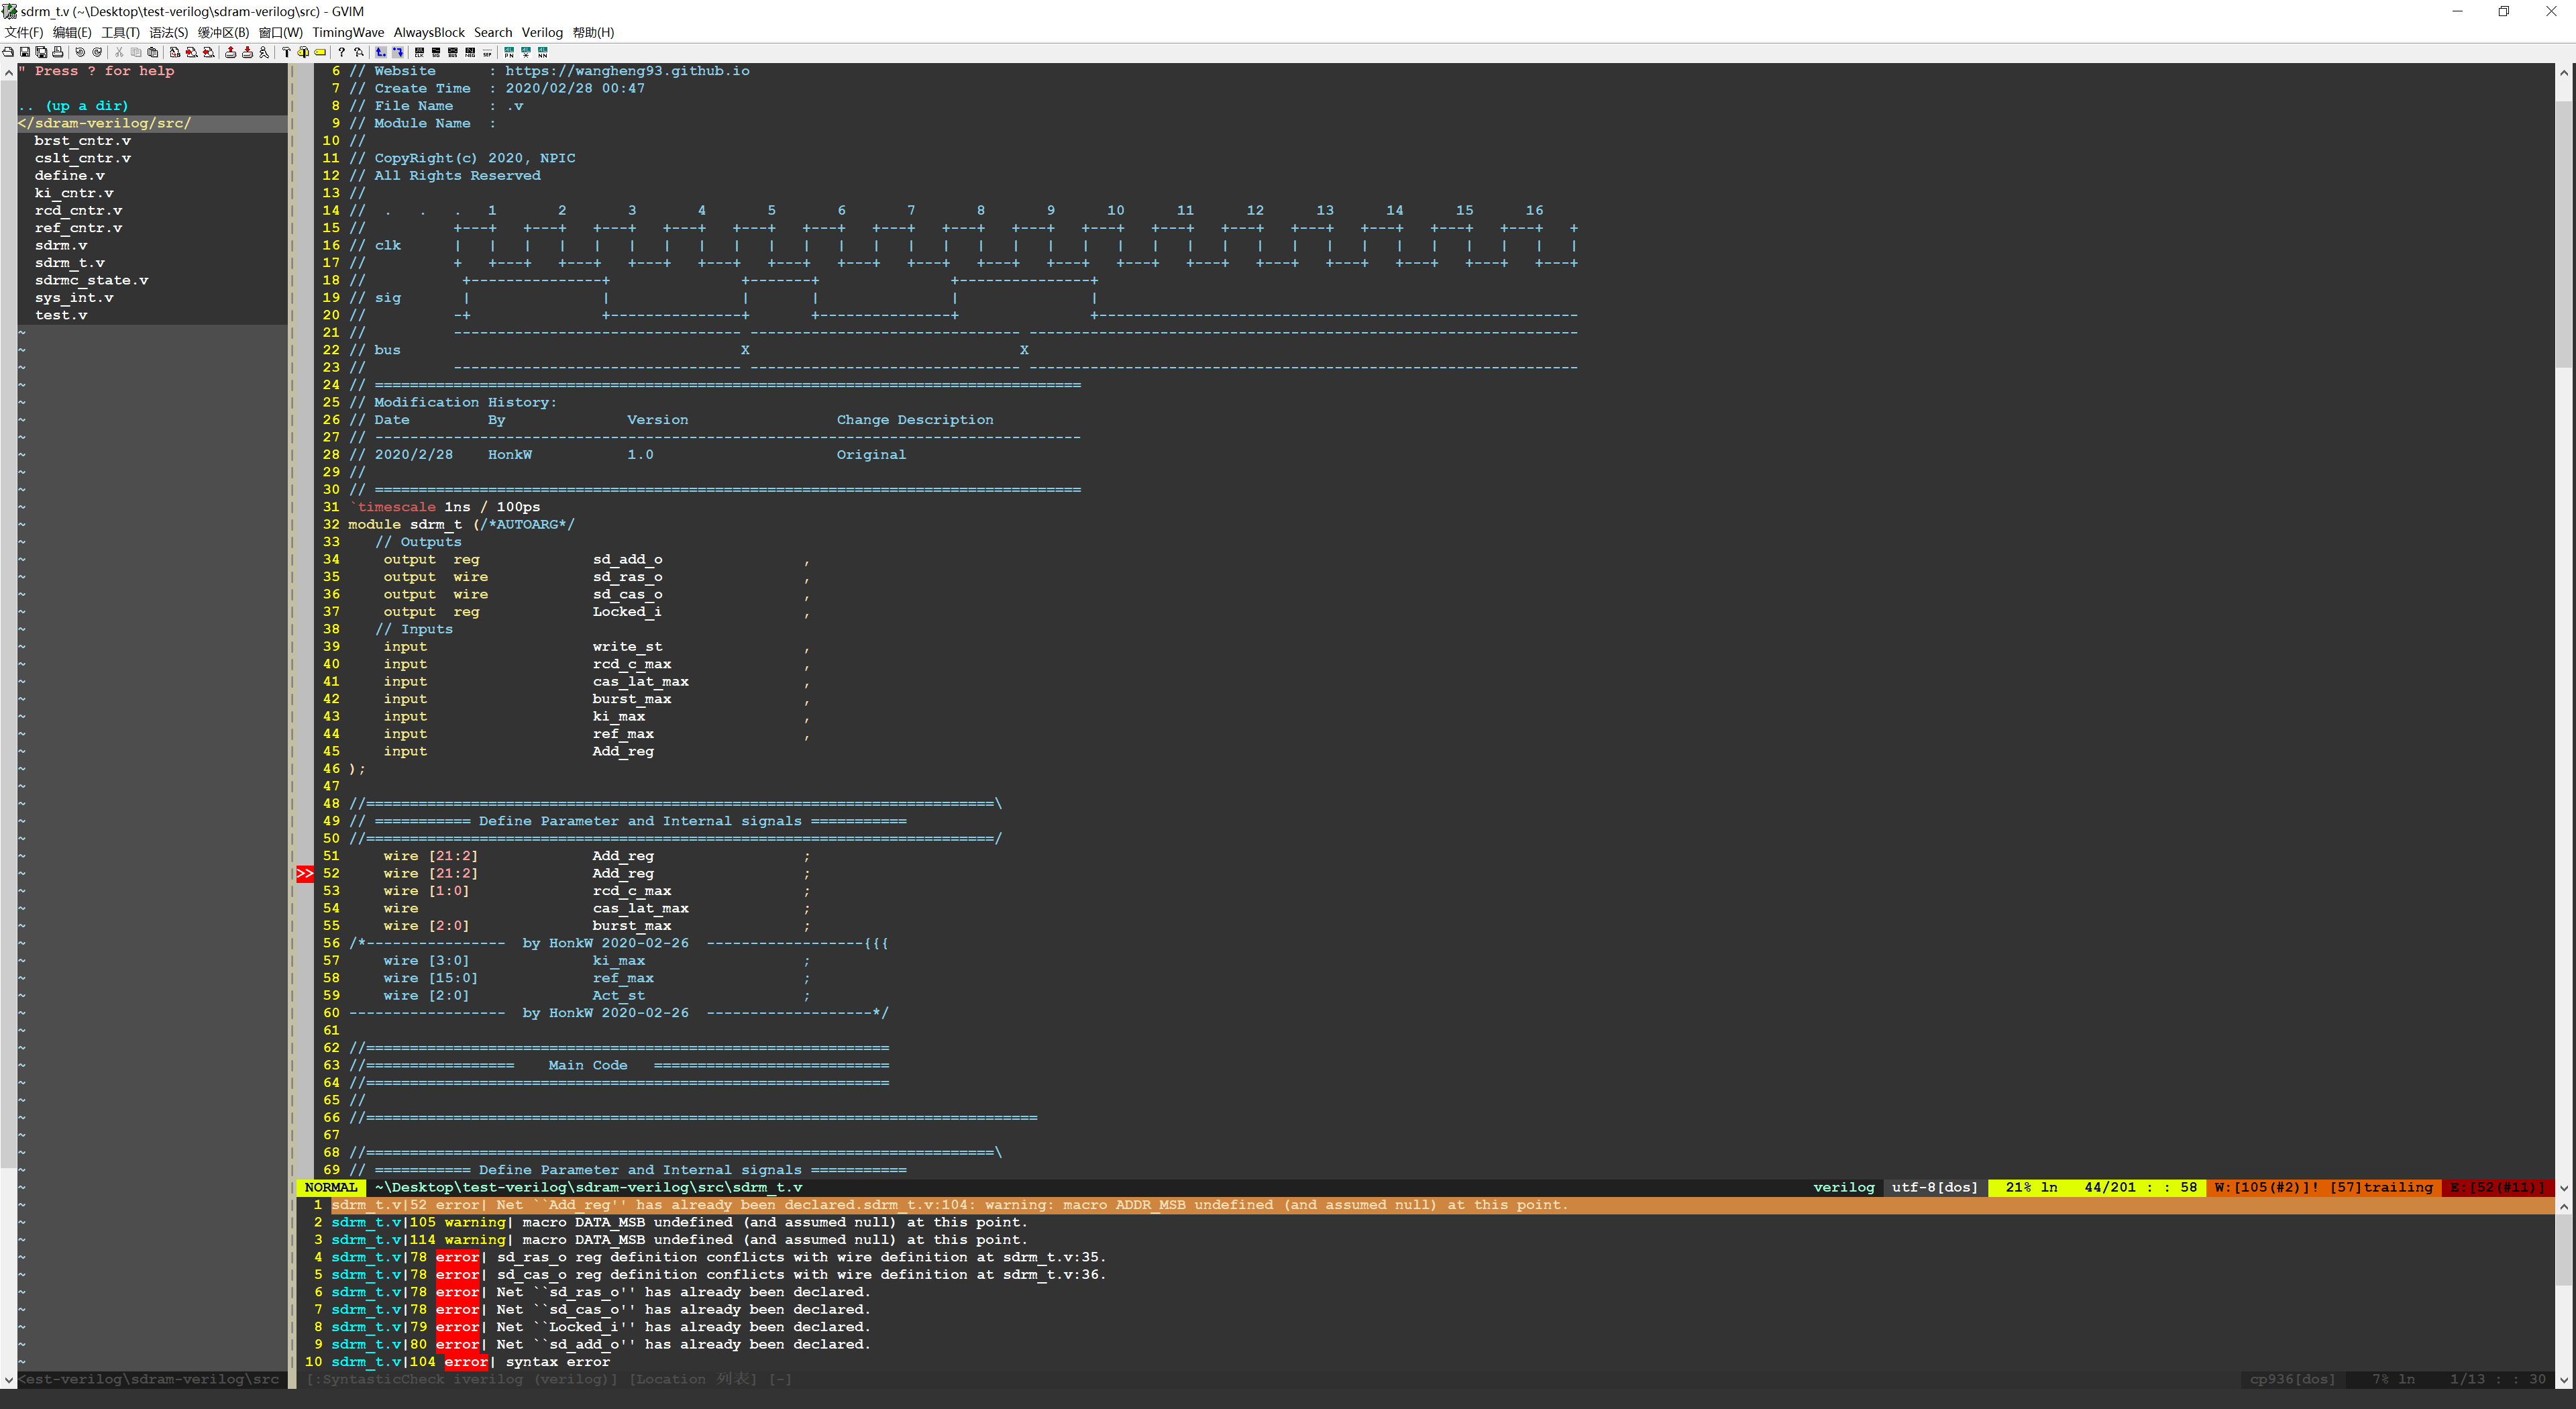 sdrm_t.v (~\Desktop\test-verilog\sdram-verilog\src) - GVIM
文件(F) 编辑(E) 工具(T) 语法(S) 缓冲区(B) 窗口(W) TimingWave AlwaysBlock Search Verilog 帮助(H)
" Press ? for help
.. (up a dir)
</sdram-verilog/src/
brst_cntr.v
cslt_cntr.v
define.v
ki_cntr.v
rcd_cntr.v
ref_cntr.v
sdrm.v
sdrm_t.v
sdrmc_state.v
sys_int.v
test.v
6 // Website      : https://wangheng93.github.io
7 // Create Time  : 2020/02/28 00:47
8 // File Name    : .v
9 // Module Name  :
10 //
11 // CopyRight(c) 2020, NPIC
12 // All Rights Reserved
13 //
14 //  .   .   .   1       2       3       4       5       6       7       8       9      10      11      12      13      14      15      16
15 //          +---+   +---+   +---+   +---+   +---+   +---+   +---+   +---+   +---+   +---+   +---+   +---+   +---+   +---+   +---+   +---+   +
16 // clk      |   |   |   |   |   |   |   |   |   |   |   |   |   |   |   |   |   |   |   |   |   |   |   |   |   |   |   |   |   |   |   |   |
17 //          +   +---+   +---+   +---+   +---+   +---+   +---+   +---+   +---+   +---+   +---+   +---+   +---+   +---+   +---+   +---+   +---+
18 //           +---------------+               +-------+               +---------------+
19 // sig       |               |               |       |               |               |
20 //          -+               +---------------+       +---------------+               +-------------------------------------------------------
21 //          --------------------------------- ------------------------------- ---------------------------------------------------------------
22 // bus                                       X                               X
23 //          --------------------------------- ------------------------------- ---------------------------------------------------------------
24 // =================================================================================
25 // Modification History:
26 // Date         By              Version                 Change Description
27 // ---------------------------------------------------------------------------------
28 // 2020/2/28    HonkW           1.0                     Original
29 //
30 // =================================================================================
31 `timescale 1ns / 100ps
32 module sdrm_t (/*AUTOARG*/
33    // Outputs
34     output  reg             sd_add_o                ,
35     output  wire            sd_ras_o                ,
36     output  wire            sd_cas_o                ,
37     output  reg             Locked_i                ,
38    // Inputs
39     input                   write_st                ,
40     input                   rcd_c_max               ,
41     input                   cas_lat_max             ,
42     input                   burst_max               ,
43     input                   ki_max                  ,
44     input                   ref_max                 ,
45     input                   Add_reg
46 );
47
48 //========================================================================\
49 // =========== Define Parameter and Internal signals ===========
50 //========================================================================/
51     wire [21:2]             Add_reg                 ;
>> 52     wire [21:2]             Add_reg                 ;
53     wire [1:0]              rcd_c_max               ;
54     wire                    cas_lat_max             ;
55     wire [2:0]              burst_max               ;
56 /*----------------  by HonkW 2020-02-26  ------------------{{{
57     wire [3:0]              ki_max                  ;
58     wire [15:0]             ref_max                 ;
59     wire [2:0]              Act_st                  ;
60 ------------------  by HonkW 2020-02-26  -------------------*/
61
62 //============================================================
63 //=================    Main Code   ===========================
64 //============================================================
65 //
66 //=============================================================================
67
68 //========================================================================\
69 // =========== Define Parameter and Internal signals ===========
NORMAL ~\Desktop\test-verilog\sdram-verilog\src\sdrm_t.v verilog utf-8[dos] 21% ln 44/201 : : 58 W:[105(#2)]! [57]trailing E:[52(#11)]
1 sdrm_t.v|52 error| Net ``Add_reg'' has already been declared.sdrm_t.v:104: warning: macro ADDR_MSB undefined (and assumed null) at this point.
2 sdrm_t.v|105 warning| macro DATA_MSB undefined (and assumed null) at this point.
3 sdrm_t.v|114 warning| macro DATA_MSB undefined (and assumed null) at this point.
4 sdrm_t.v|78 error| sd_ras_o reg definition conflicts with wire definition at sdrm_t.v:35.
5 sdrm_t.v|78 error| sd_cas_o reg definition conflicts with wire definition at sdrm_t.v:36.
6 sdrm_t.v|78 error| Net ``sd_ras_o'' has already been declared.
7 sdrm_t.v|78 error| Net ``sd_cas_o'' has already been declared.
8 sdrm_t.v|79 error| Net ``Locked_i'' has already been declared.
9 sdrm_t.v|80 error| Net ``sd_add_o'' has already been declared.
10 sdrm_t.v|104 error| syntax error
<est-verilog\sdram-verilog\src [:SyntasticCheck iverilog (verilog)] [Location 列表] [-] cp936[dos] 7% ln 1/13 : : 30